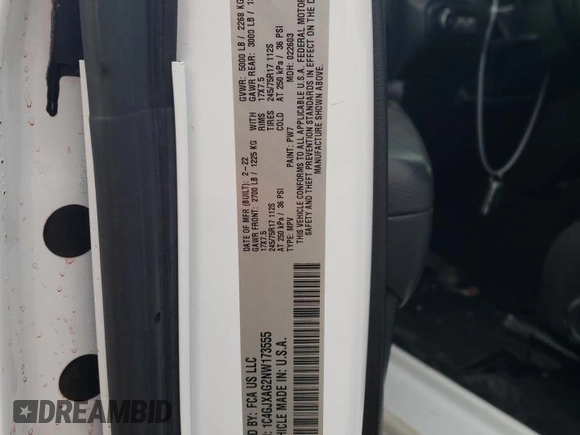 FCA US LLC
DATE OF MFR (BUILT): 2-22
GVWR: 5000 LB / 2268 KG
GAWR FRONT: 2700 LB / 1225 KG
WITH
GAWR REAR: 3000 LB /
17X7.5
RIMS
17X7.5
245/75R17 112S
TIRES
245/75R17 112S
AT 250 kPa / 36 PSI
COLD
AT 250 kPa / 36 PSI
TYPE: MPV
PAINT: PW7
MDH: 022603
THIS VEHICLE CONFORMS TO ALL APPLICABLE U.S.A. FEDERAL MOTOR
SAFETY AND THEFT PREVENTION STANDARDS IN EFFECT ON THE
MANUFACTURE SHOWN ABOVE.
1C4GJXAG2NW173555
VEHICLE MADE IN: U.S.A.
AUTOBIDCAR